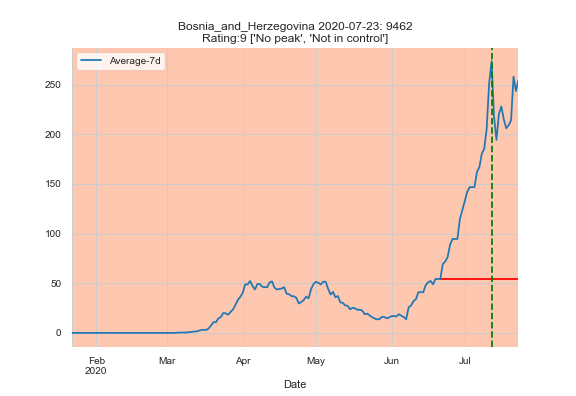 Bosnia_and_Herzegovina 2020-07-23: 9462
Rating:9 ['No peak', 'Not in control']
Average-7d
250
200
150
100
50
0
Feb
2020
Mar
Apr
May
Jun
Jul
Date